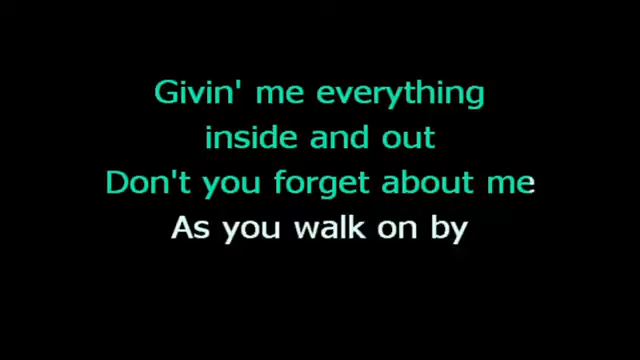 Givin' me everything
inside and out
Don't you forget about me
As you walk on by